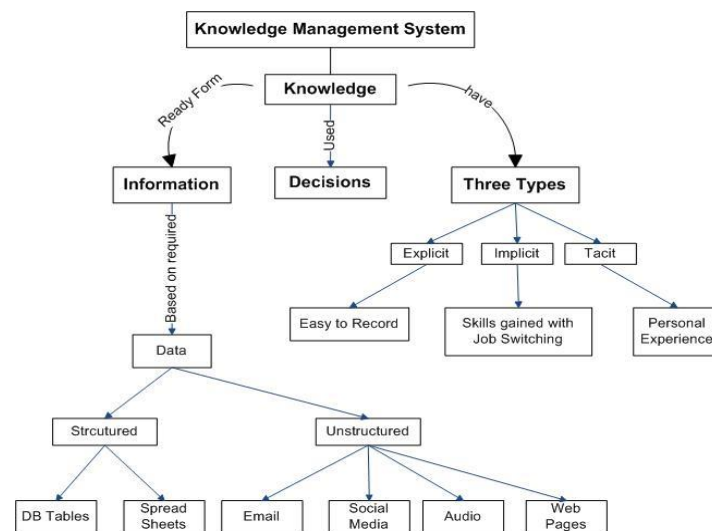 Knowledge Management System
Knowledge
Ready Form
Used
have
Information
Decisions
Three Types
Explicit
Implicit
Tacit
Based on required
Easy to Record
Skills gained with
Job Switching
Personal
Experience
Data
Strcutured
Unstructured
DB Tables
Spread
Sheets
Email
Social
Media
Audio
Web
Pages